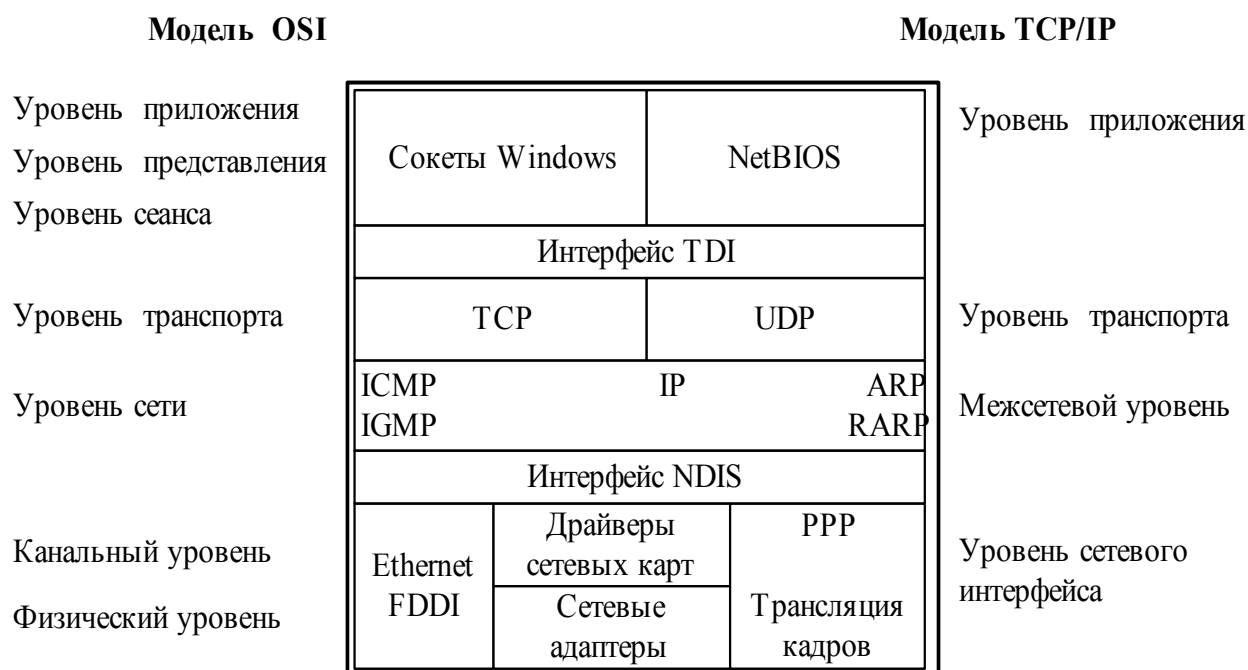 Модель OSI
Модель TCP/IP
Уровень приложения
Уровень представления
Уровень сеанса
Сокеты Windows
NetBIOS
Уровень приложения
Интерфейс TDI
Уровень транспорта
TCP
UDP
Уровень транспорта
Уровень сети
ICMP IP ARP
IGMP RARP
Межсетевой уровень
Интерфейс NDIS
Канальный уровень
Физический уровень
Ethernet
FDDI
Драйверы
сетевых карт
Сетевые
адаптеры
PPP
Трансляция
кадров
Уровень сетевого
интерфейса